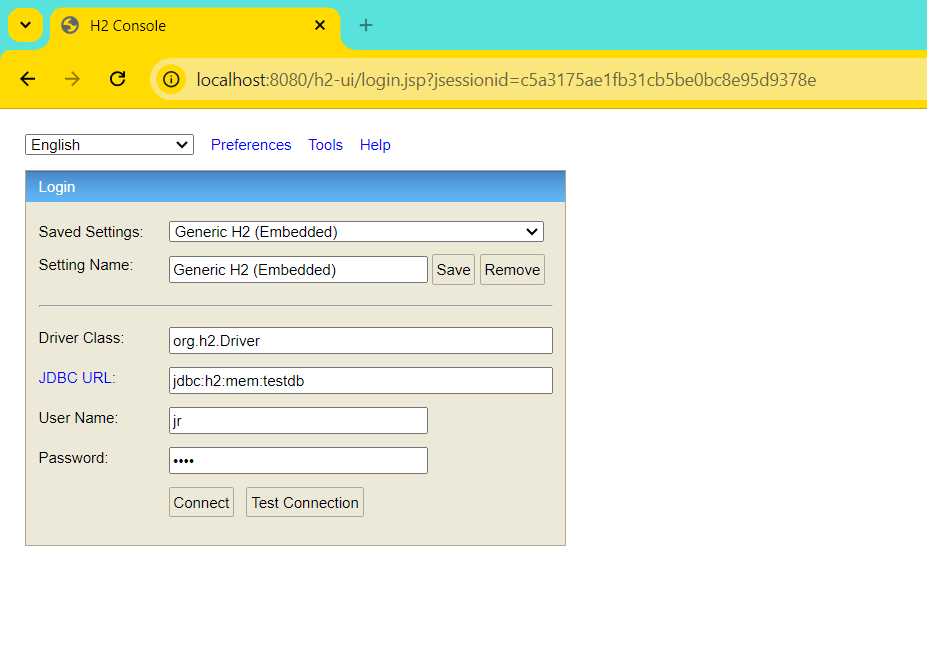 H2 Console
localhost:8080/h2-ui/login.jsp?jsessionid=c5a3175ae1fb31cb5be0bc8e95d9378e
English Preferences Tools Help
Login
Saved Settings: Generic H2 (Embedded)
Setting Name: Generic H2 (Embedded) Save Remove
Driver Class: org.h2.Driver
JDBC URL: jdbc:h2:mem:testdb
User Name: jr
Password: ••••
Connect Test Connection